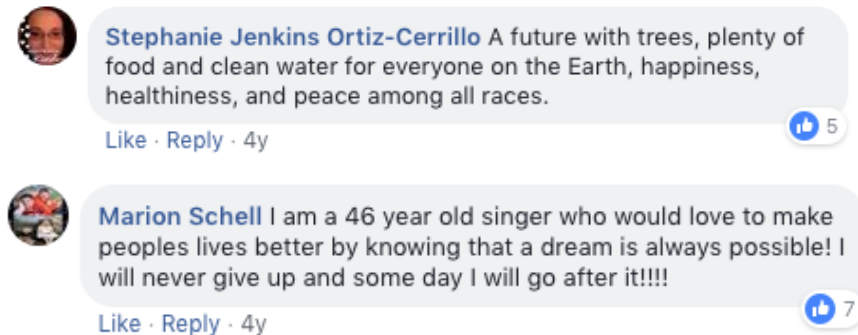 Stephanie Jenkins Ortiz-Cerrillo A future with trees, plenty of
food and clean water for everyone on the Earth, happiness,
healthiness, and peace among all races.
5
Like · Reply · 4y
Marion Schell I am a 46 year old singer who would love to make
peoples lives better by knowing that a dream is always possible! I
will never give up and some day I will go after it!!!!
7
Like · Reply · 4y